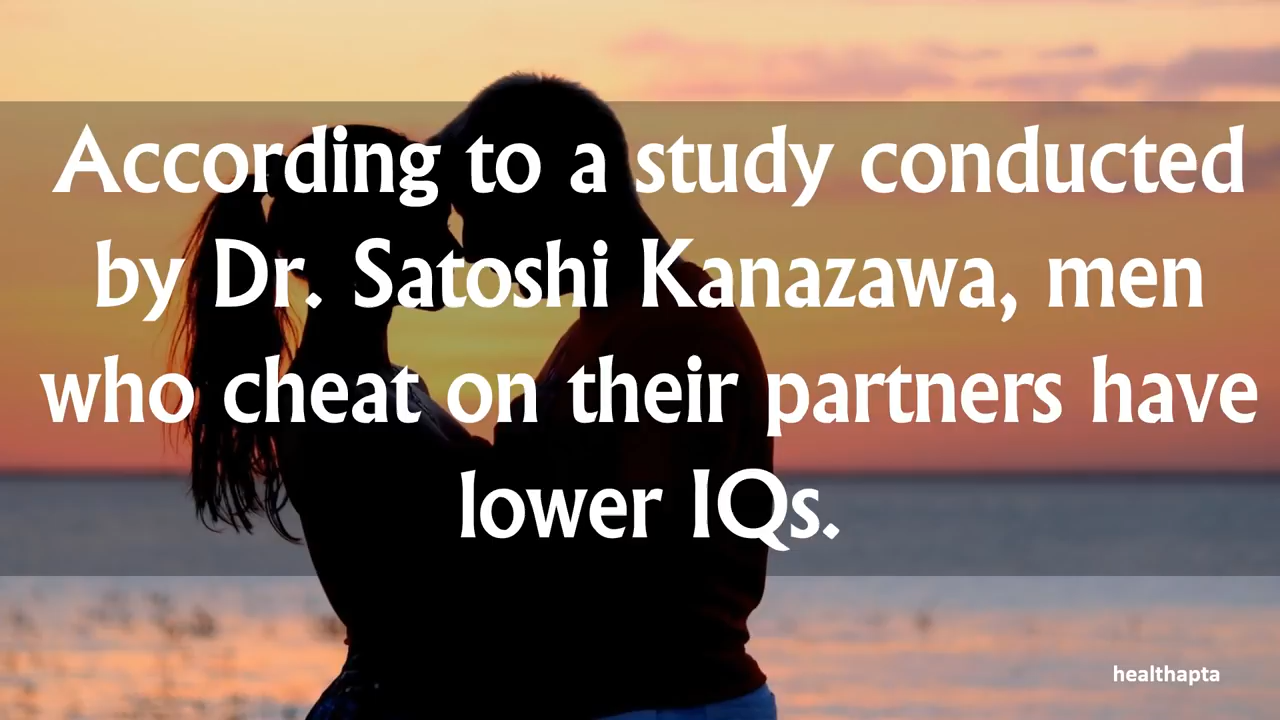 According to a study conducted
by Dr. Satoshi Kanazawa, men
who cheat on their partners have
lower IQs.
healthapta